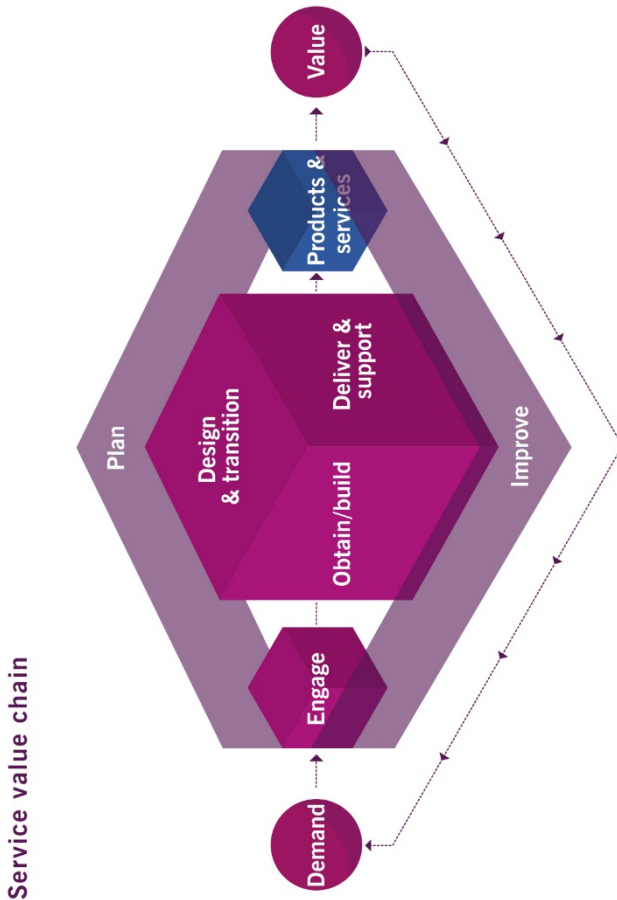 Service value chain
Plan
Demand
Engage
Design
& transition
Obtain/build
Deliver &
support
Products &
services
Value
Improve